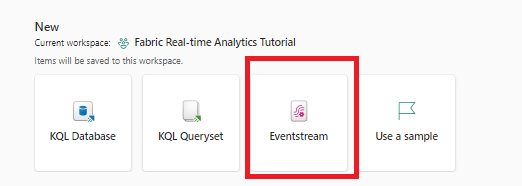 New
Current workspace: Fabric Real-time Analytics Tutorial
Items will be saved to this workspace.
KQL Database
KQL Queryset
Eventstream
Use a sample